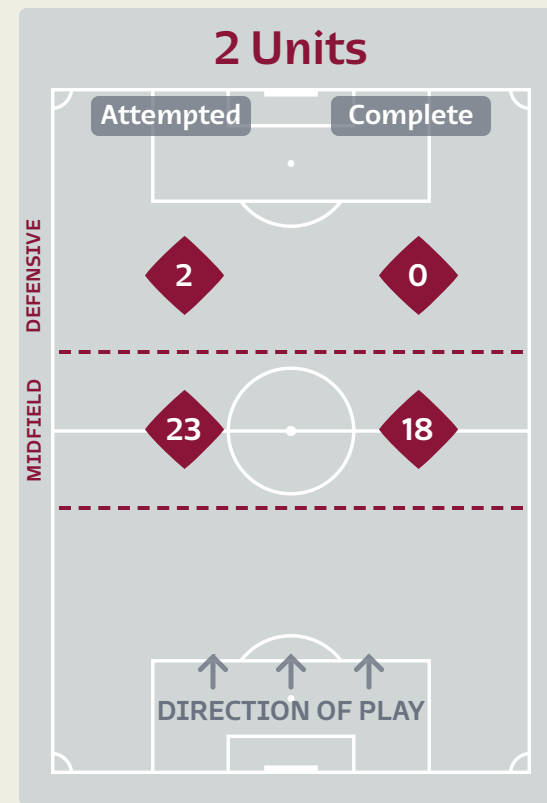 2 Units
Attempted Complete
DEFENSIVE
2 0
MIDFIELD
23 18
DIRECTION OF PLAY